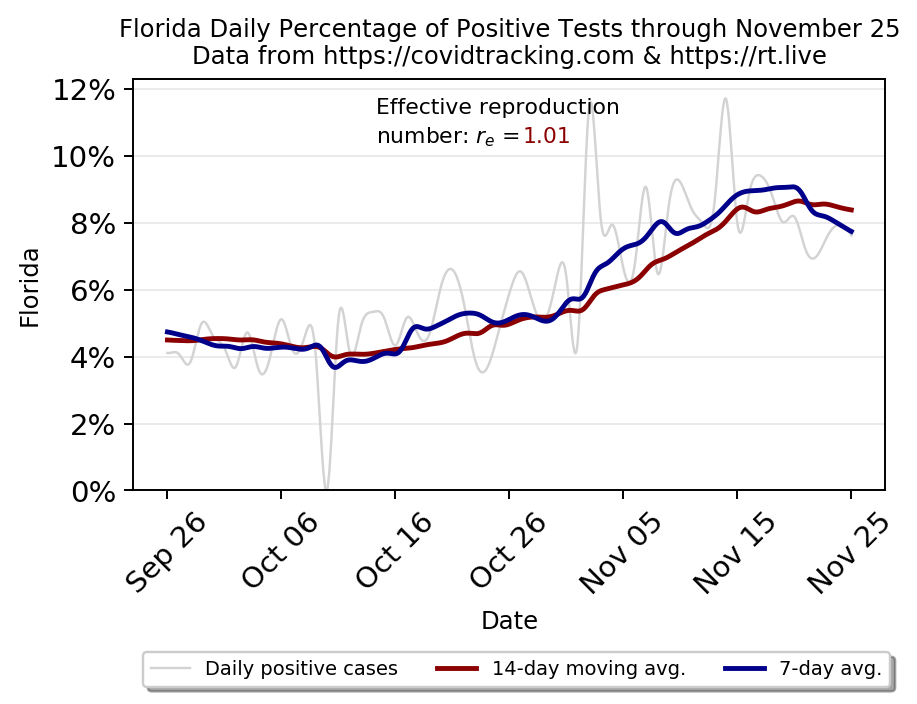 Florida Daily Percentage of Positive Tests through November 25
Data from https://covidtracking.com & https://rt.live
12%
10%
8%
6%
4%
2%
0%
Florida
Effective reproduction
number: rₑ =1.01
Sep 26
Oct 06
Oct 16
Oct 26
Nov 05
Nov 15
Nov 25
Date
Daily positive cases
14-day moving avg.
7-day avg.